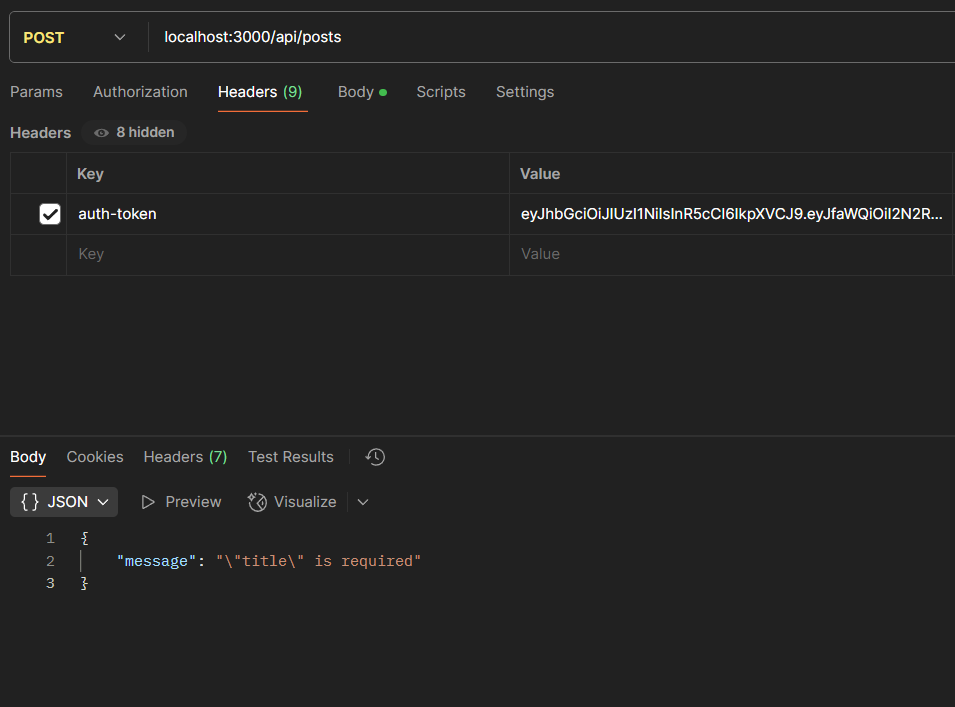 POST localhost:3000/api/posts
Params Authorization Headers (9) Body Scripts Settings
Headers 8 hidden
Key Value
auth-token eyJhbGciOiJIUzI1NiIsInR5cCI6IkpXVCJ9.eyJfaWQiOiI2N2R...
Key Value
Body Cookies Headers (7) Test Results
{} JSON Preview Visualize
1 {
2 "message": "\"title\" is required"
3 }